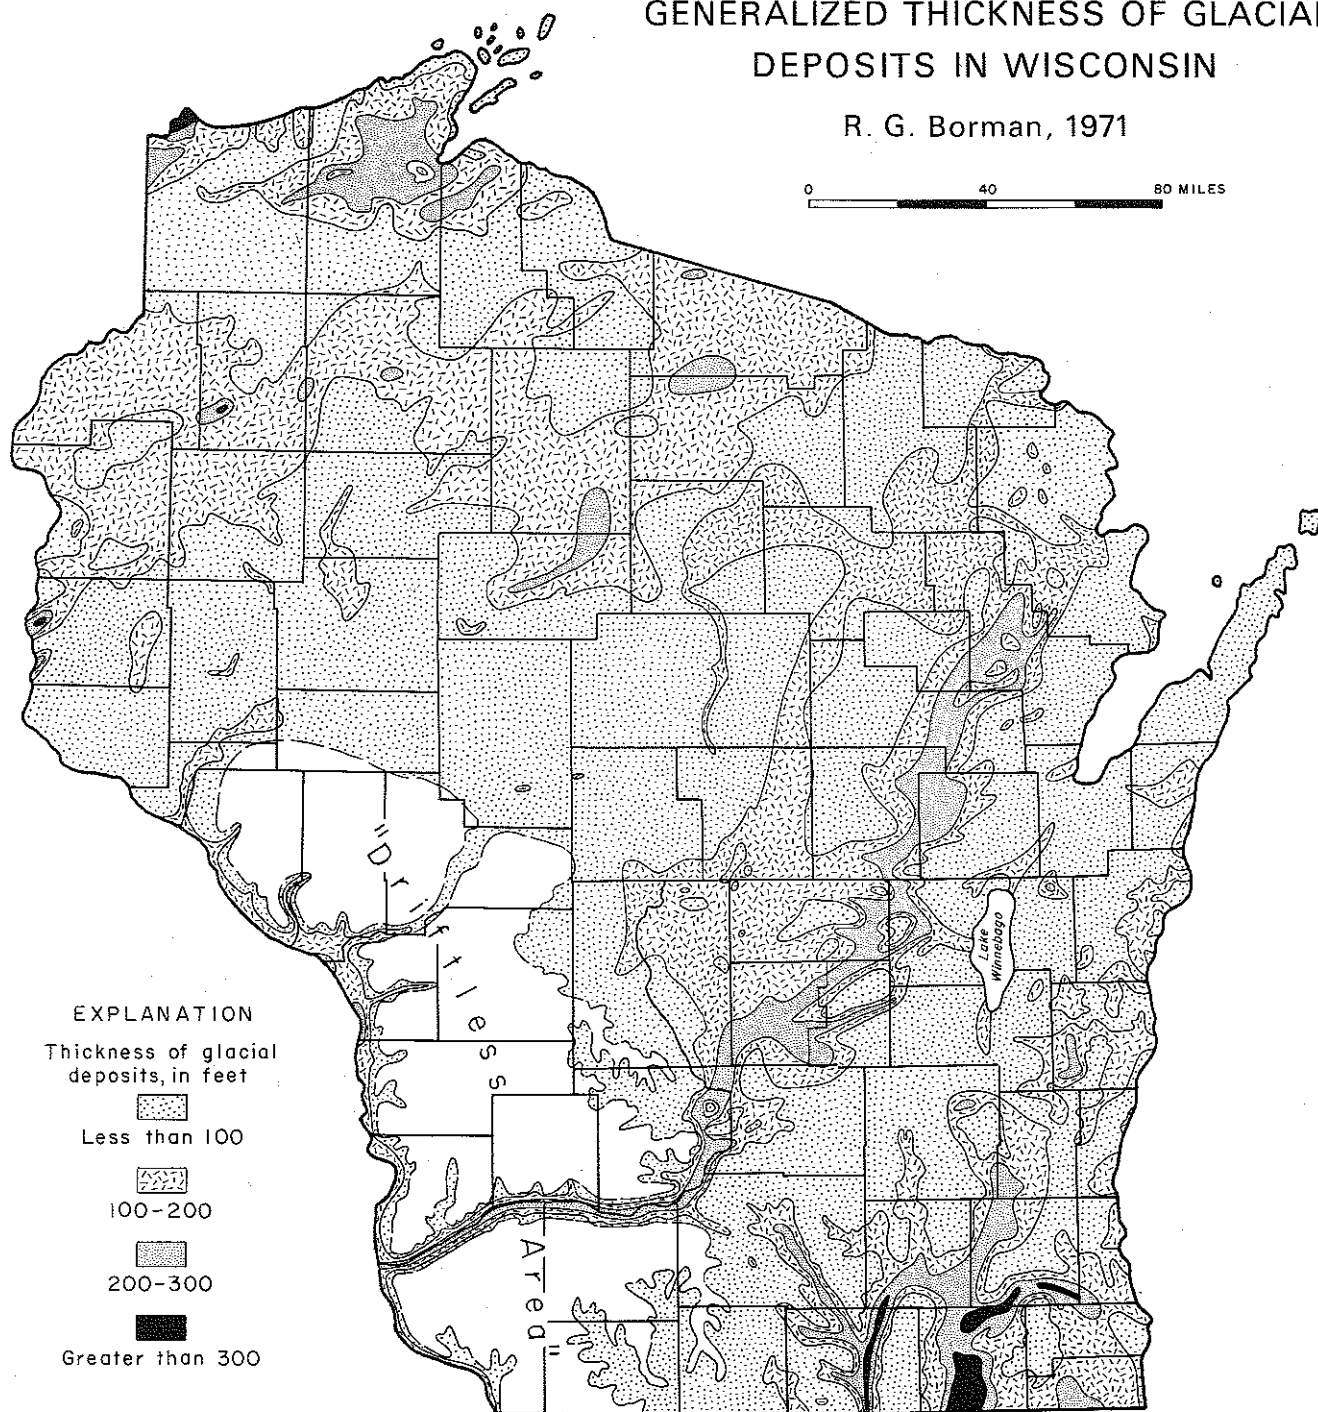 GENERALIZED THICKNESS OF GLACIAL
DEPOSITS IN WISCONSIN
R. G. Borman, 1971
0 40 80 MILES
"Driftless
Area"
Lake
Winnebago
EXPLANATION
Thickness of glacial
deposits, in feet
Less than 100
100-200
200-300
Greater than 300